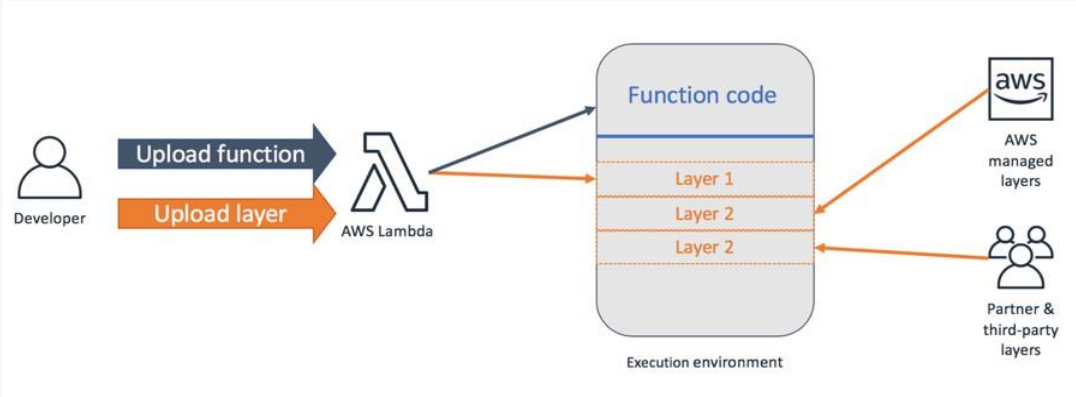 Developer
Upload function
Upload layer
AWS Lambda
Function code
Layer 1
Layer 2
Layer 2
Execution environment
aws
AWS
managed
layers
Partner &
third-party
layers